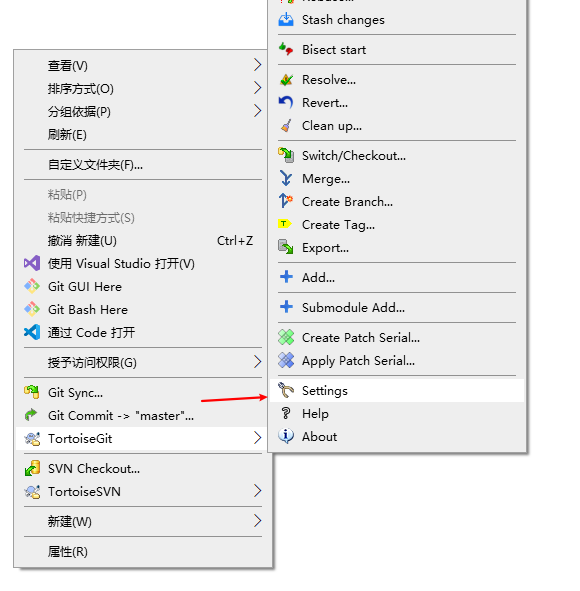 查看(V)
排序方式(O)
分组依据(P)
刷新(E)
自定义文件夹(F)...
粘贴(P)
粘贴快捷方式(S)
撤消 新建(U) Ctrl+Z
使用 Visual Studio 打开(V)
Git GUI Here
Git Bash Here
通过 Code 打开
授予访问权限(G)
Git Sync...
Git Commit -> "master"...
TortoiseGit
SVN Checkout...
TortoiseSVN
新建(W)
属性(R)
Stash changes
Bisect start
Resolve...
Revert...
Clean up...
Switch/Checkout...
Merge...
Create Branch...
Create Tag...
Export...
Add...
Submodule Add...
Create Patch Serial...
Apply Patch Serial...
Settings
Help
About